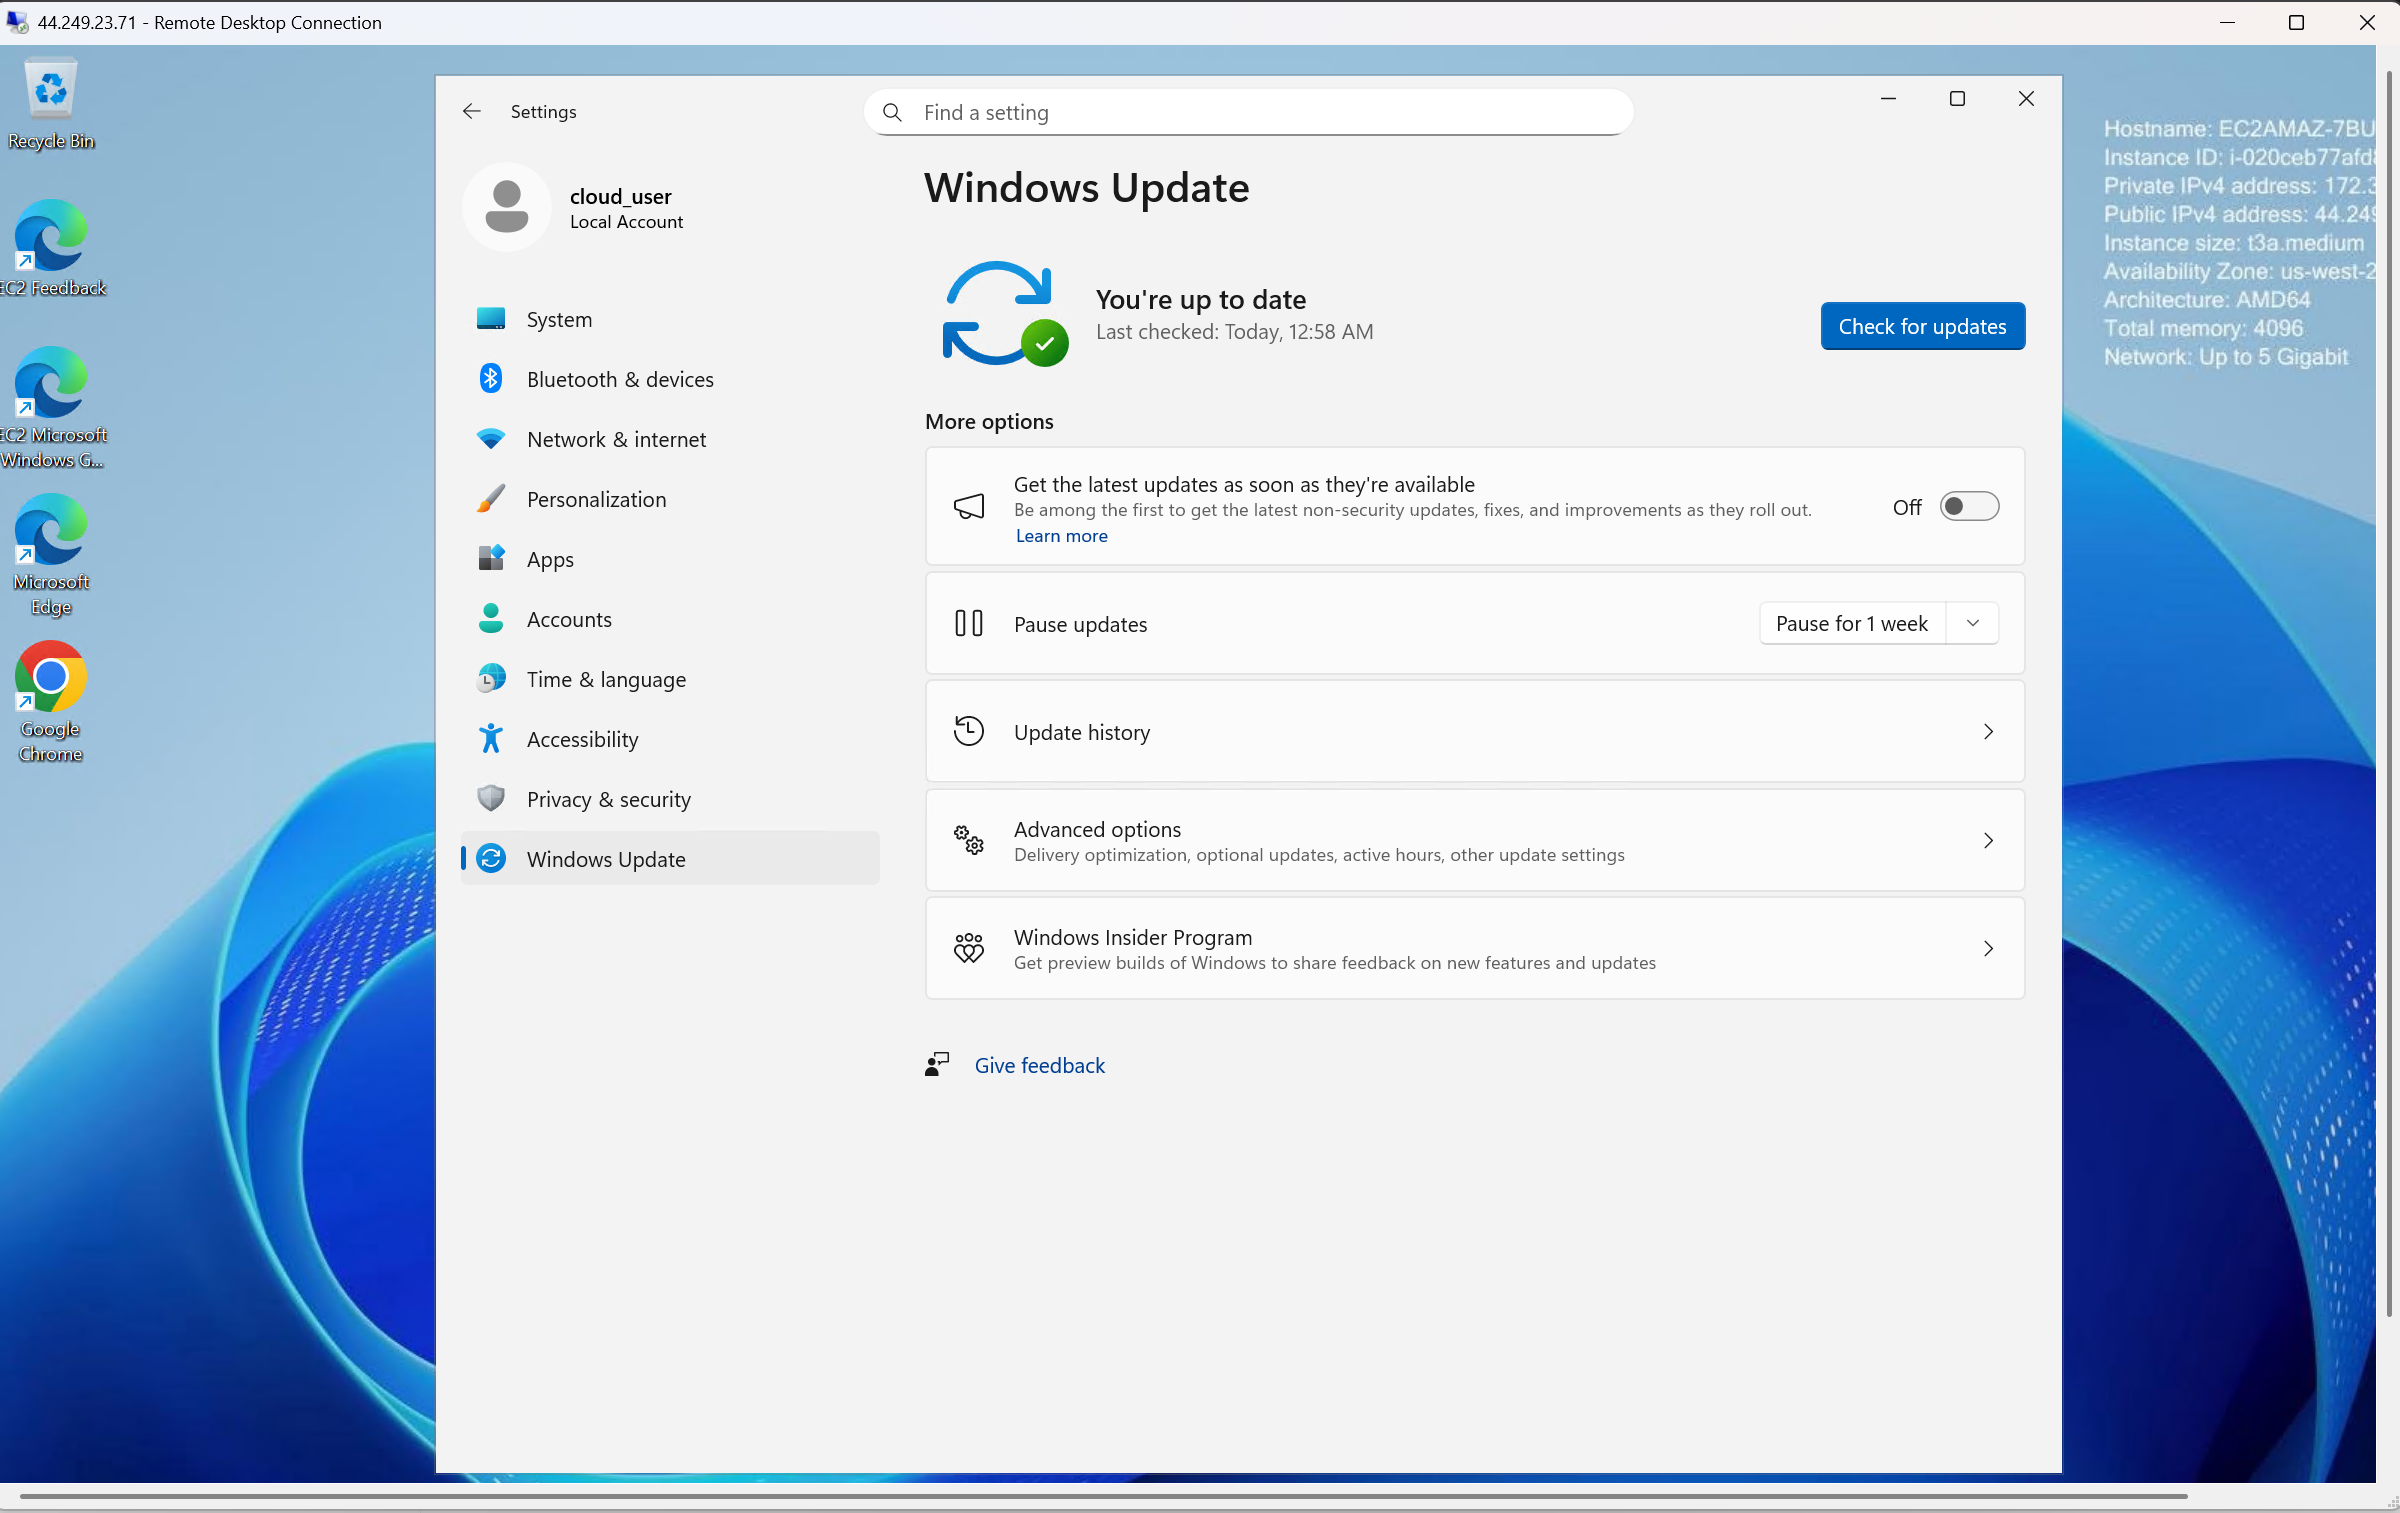 44.249.23.71 - Remote Desktop Connection
Recycle Bin
EC2 Feedback
EC2 Microsoft
Windows G...
Microsoft
Edge
Google
Chrome
Settings
Find a setting
cloud_user
Local Account
System
Bluetooth & devices
Network & internet
Personalization
Apps
Accounts
Time & language
Accessibility
Privacy & security
Windows Update
Windows Update
You're up to date
Last checked: Today, 12:58 AM
Check for updates
More options
Get the latest updates as soon as they're available
Be among the first to get the latest non-security updates, fixes, and improvements as they roll out.
Learn more
Off
Pause updates
Pause for 1 week
Update history
Advanced options
Delivery optimization, optional updates, active hours, other update settings
Windows Insider Program
Get preview builds of Windows to share feedback on new features and updates
Give feedback
Hostname: EC2AMAZ-7BU
Instance ID: i-020ceb77afd
Private IPv4 address: 172.3
Public IPv4 address: 44.249
Instance size: t3a.medium
Availability Zone: us-west-2
Architecture: AMD64
Total memory: 4096
Network: Up to 5 Gigabit